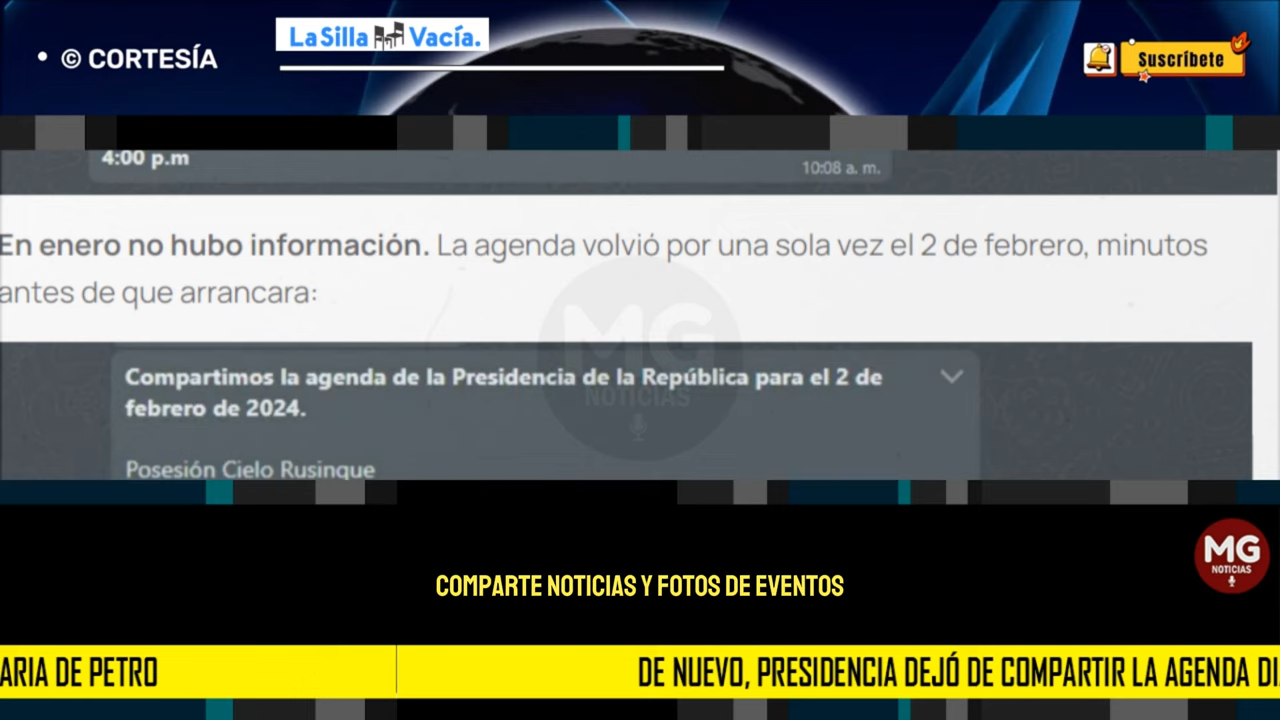 • © CORTESÍA
La Silla Vacía.
Suscríbete
4:00 p.m
10:08 a. m.
En enero no hubo información. La agenda volvió por una sola vez el 2 de febrero, minutos
antes de que arrancara:
Compartimos la agenda de la Presidencia de la República para el 2 de
febrero de 2024.
MG
NOTICIAS
Posesión Cielo Rusinque
MG
NOTICIAS
COMPARTE NOTICIAS Y FOTOS DE EVENTOS
ARIA DE PETRO
DE NUEVO, PRESIDENCIA DEJÓ DE COMPARTIR LA AGENDA DI